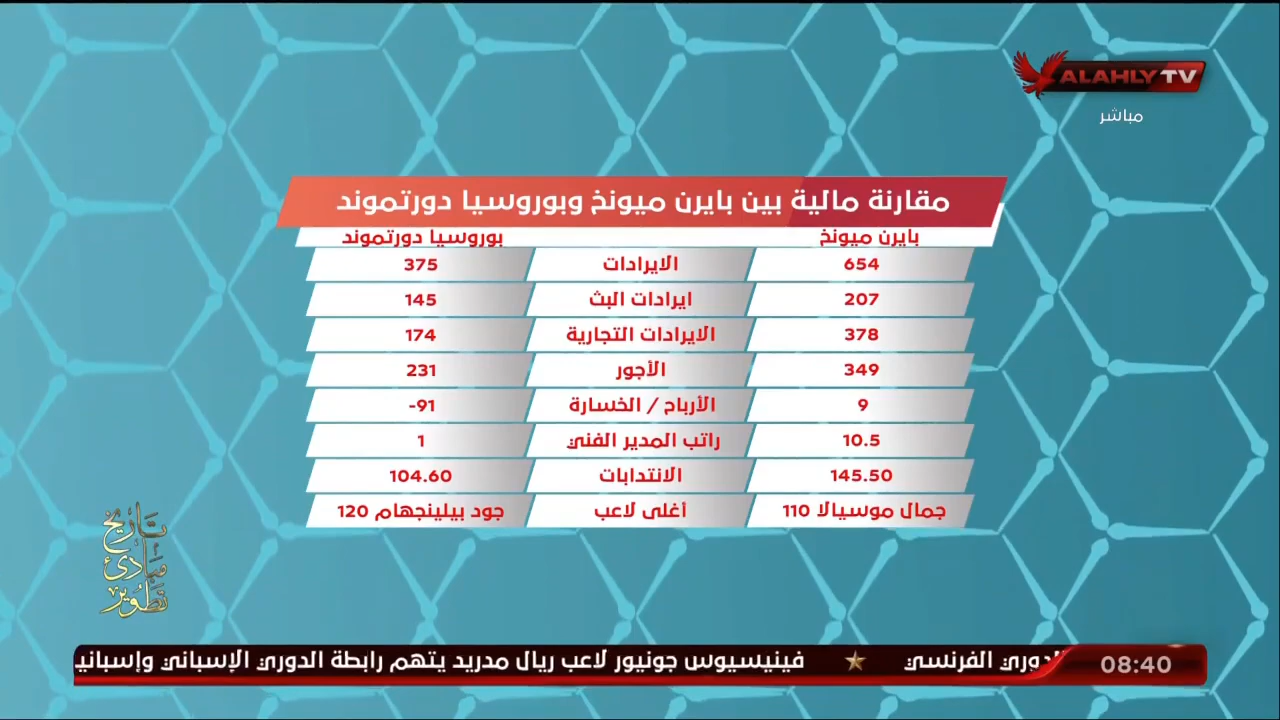 ALAHLY TV
مباشر
مقارنة مالية بين بايرن ميونخ وبوروسيا دورتموند
بايرن ميونخ بوروسيا دورتموند
654 الايرادات 375
207 ايرادات البث 145
378 الايرادات التجارية 174
349 الأجور 231
9 الأرباح / الخسارة -91
10.5 راتب المدير الفني 1
145.50 الانتدابات 104.60
جمال موسيالا 110 أغلى لاعب جود بيلينجهام 120
تاريخ
مبادئ
تطوير
08:40 الدوري الفرنسي فينيسيوس جونيور لاعب ريال مدريد يتهم رابطة الدوري الإسباني